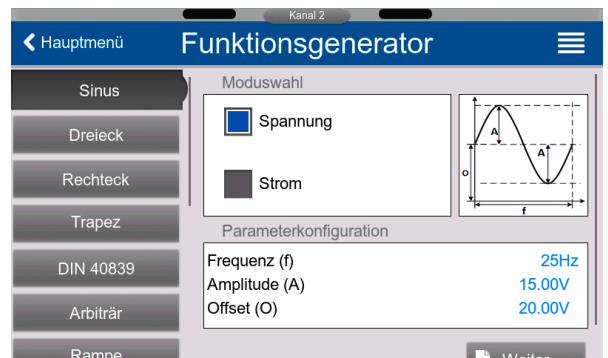 Kanal 2
Hauptmenü
Funktionsgenerator
Sinus
Dreieck
Rechteck
Trapez
DIN 40839
Arbiträr
Rampe
Moduswahl
Spannung
Strom
A
A
O
f
Parameterkonfiguration
Frequenz (f) 25Hz
Amplitude (A) 15.00V
Offset (O) 20.00V
Weiter